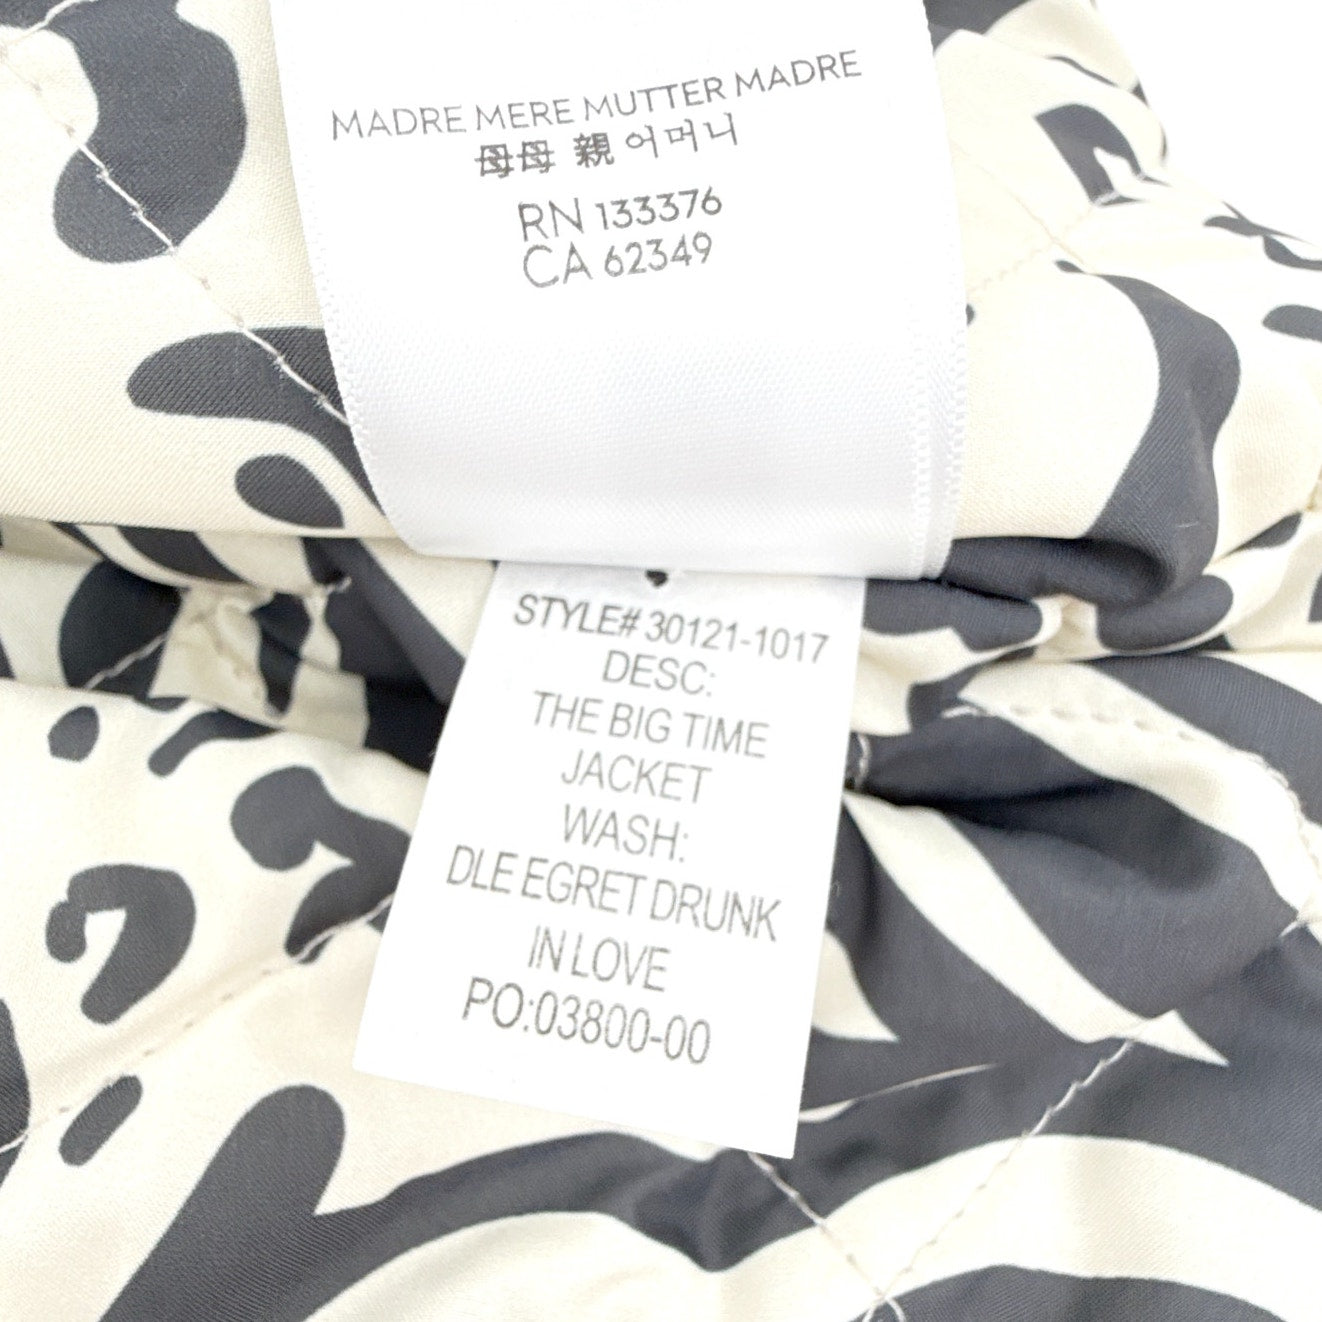 MADRE MERE MUTTER MADRE
母母 親 어머니
RN 133376
CA 62349
STYLE# 30121-1017
DESC:
THE BIG TIME
JACKET
WASH:
DLE EGRET DRUNK
IN LOVE
PO:03800-00